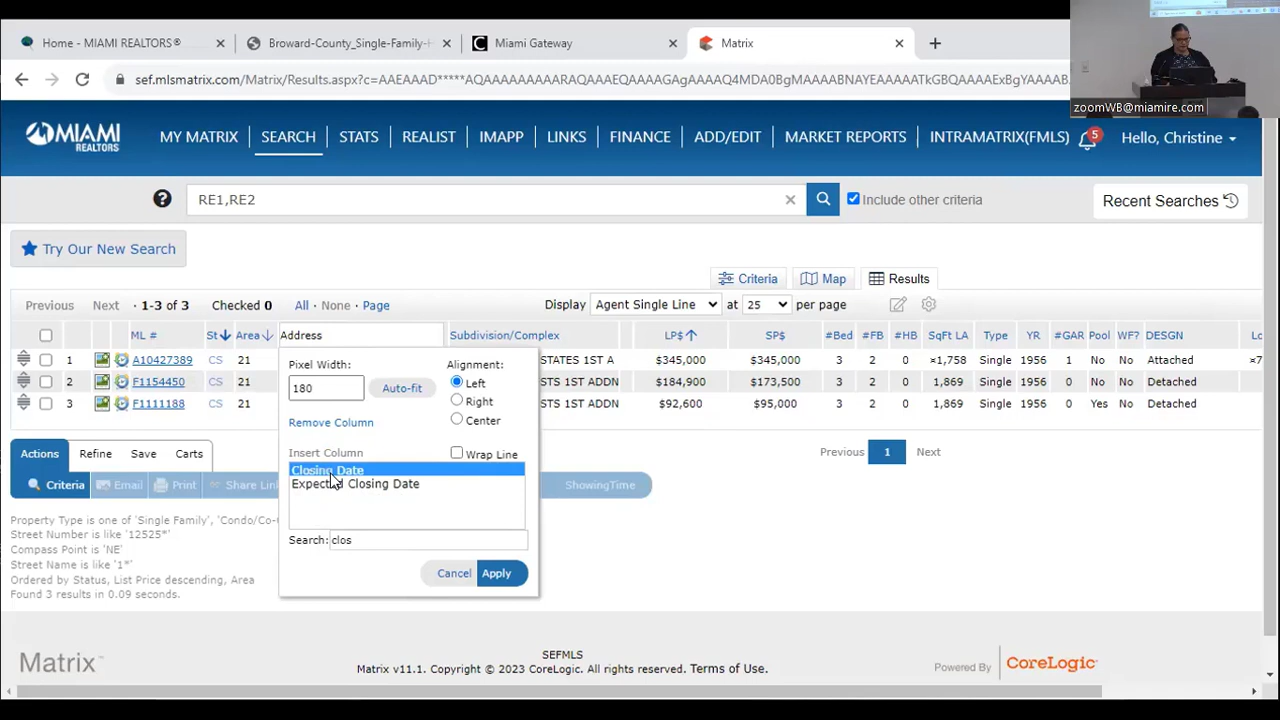 Home - MIAMI REALTORS®
Broward-County_Single-Family-H
Miami Gateway
Matrix
sef.mlsmatrix.com/Matrix/Results.aspx?c=AAEAAAD*****AQAAAAAAAAARAQAAAEQAAAAGAgAAAAQ4MDA0BgMAAAABNAYEAAAAATkGBQAAAAExBgYAAAABJ
zoomWB@miamire.com
MIAMI REALTORS
MY MATRIX SEARCH STATS REALIST IMAPP LINKS FINANCE ADD/EDIT MARKET REPORTS INTRAMATRIX(FMLS) 5 Hello, Christine
RE1,RE2
Include other criteria
Recent Searches
Try Our New Search
Criteria Map Results
Previous Next · 1-3 of 3 Checked 0 All · None · Page Display Agent Single Line at 25 per page
ML # St Area Address Subdivision/Complex LP$ SP$ #Bed #FB #HB SqFt LA Type YR #GAR Pool WF? DESGN Lo
1 A10427389 CS 21 STATES 1ST A $345,000 $345,000 3 2 0 ¤1,758 Single 1956 1 No No Attached ¤7
2 F1154450 CS 21 STS 1ST ADDN $184,900 $173,500 3 2 0 1,869 Single 1956 No No Detached
3 F1111188 CS 21 STS 1ST ADDN $92,600 $95,000 3 2 0 1,869 Single 1956 Yes No Detached
Pixel Width:
180
Auto-fit
Alignment:
Left
Right
Center
Remove Column
Insert Column
Wrap Line
Closing Date
Expected Closing Date
Search: clos
Cancel Apply
Actions Refine Save Carts
Previous 1 Next
Criteria Email Print Share Link ShowingTime
Property Type is one of 'Single Family', 'Condo/Co-
Street Number is like '12525*'
Compass Point is 'NE'
Street Name is like '1*'
Ordered by Status, List Price descending, Area
Found 3 results in 0.09 seconds.
Matrix™
SEFMLS
Matrix v11.1. Copyright © 2023 CoreLogic. All rights reserved. Terms of Use.
Powered By CoreLogic